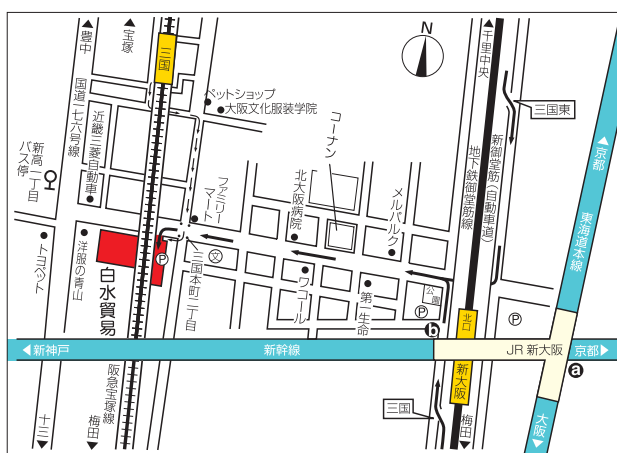 豊中
宝塚
三国
N
千里中央
三国東
国道一七六号線
ペットショップ
大阪文化服装学院
コーナン
近畿三菱自動車
新高一丁目
バス停
ファミリー
マート
北大阪病院
メルパルク
地下鉄御堂筋線
新御堂筋(自動車道)
京都
東海道本線
トヨペット
洋服の青山
白水貿易
P
三国本町二丁目
文
ワコール
第一生命
公園
P
b
北口
P
新神戸
新幹線
新大阪
JR 新大阪
京都
a
阪急宝塚線
三国
十三
梅田
梅田
大阪